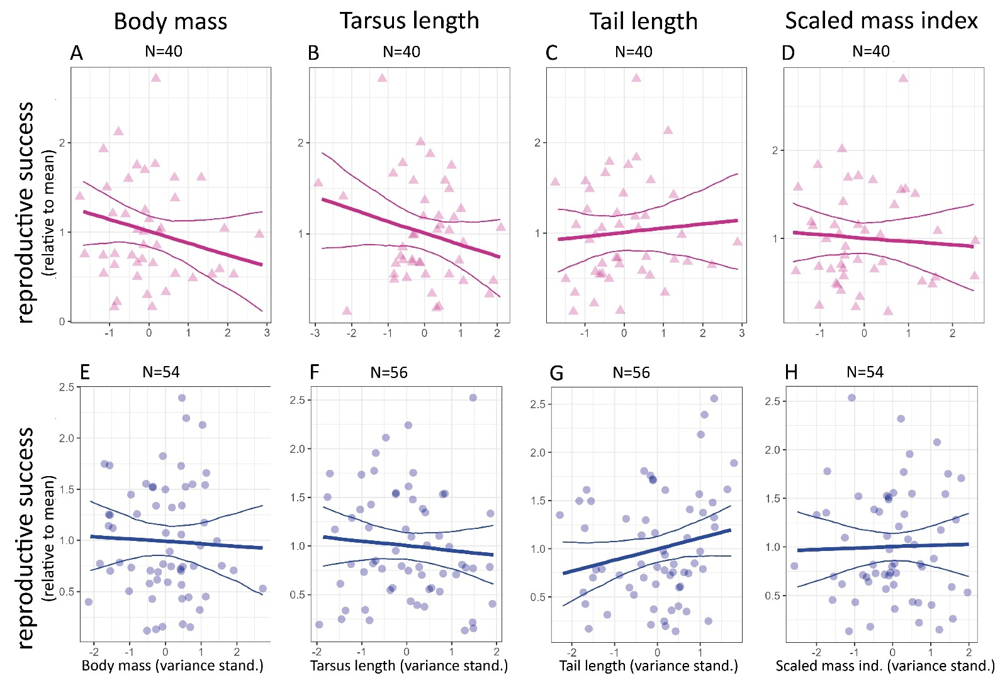 Body mass
Tarsus length
Tail length
Scaled mass index
A
N=40
B
N=40
C
N=40
D
N=40
reproductive success
(relative to mean)
2
1
0
-1
0
1
2
3
2
1
-3
-2
-1
0
1
2
2
1
-1
0
1
2
3
2
1
-1
0
1
2
E
N=54
F
N=56
G
N=56
H
N=54
reproductive success
(relative to mean)
2.5
2.0
1.5
1.0
0.5
-2
-1
0
1
2
Body mass (variance stand.)
2.5
2.0
1.5
1.0
0.5
-2
-1
0
1
2
Tarsus length (variance stand.)
2.5
2.0
1.5
1.0
0.5
-2
-1
0
1
Tail length (variance stand.)
2.5
2.0
1.5
1.0
0.5
-2
-1
0
1
2
Scaled mass ind. (variance stand.)